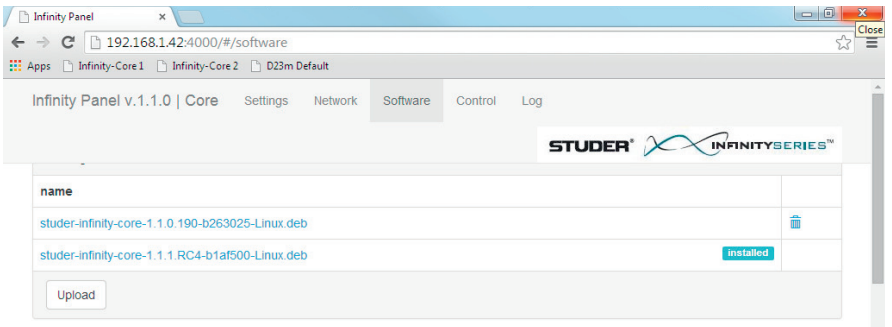 Infinity Panel
Close
192.168.1.42:4000/#/software
Apps Infinity-Core 1 Infinity-Core 2 D23m Default
Infinity Panel v.1.1.0 | Core Settings Network Software Control Log
STUDER® INFINITYSERIES™
name
studer-infinity-core-1.1.0.190-b263025-Linux.deb
studer-infinity-core-1.1.1.RC4-b1af500-Linux.deb installed
Upload